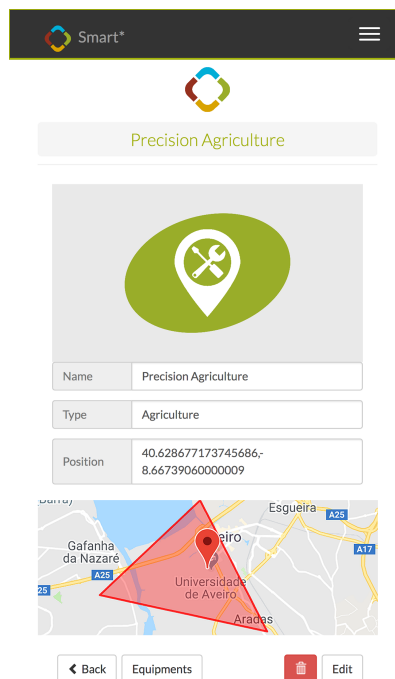 Smart*
Precision Agriculture
Name Precision Agriculture
Type Agriculture
Position 40.628677173745686,-
8.66739060000009
Esgueira
A25
eiro
Gafanha
da Nazaré
A17
A25
25
Universidade
de Aveiro
Aradas
Back Equipments Edit